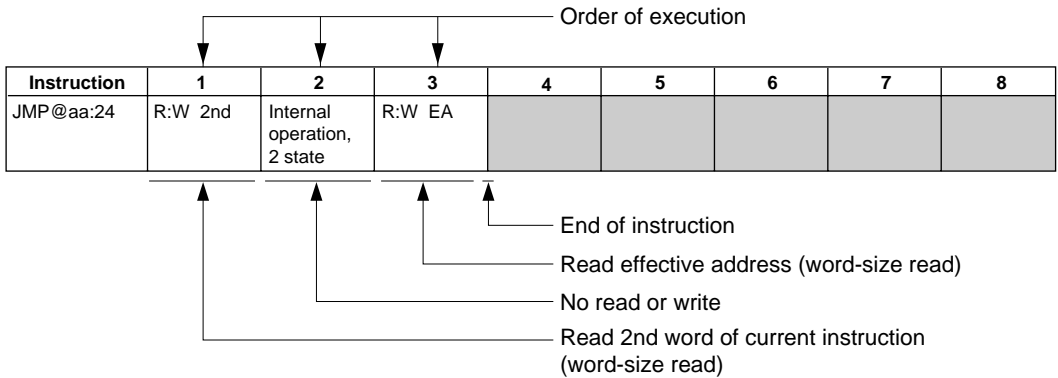 Order of execution
Instruction 1 2 3 4 5 6 7 8
JMP@aa:24 R:W 2nd Internal operation, 2 state R:W EA
End of instruction
Read effective address (word-size read)
No read or write
Read 2nd word of current instruction
(word-size read)